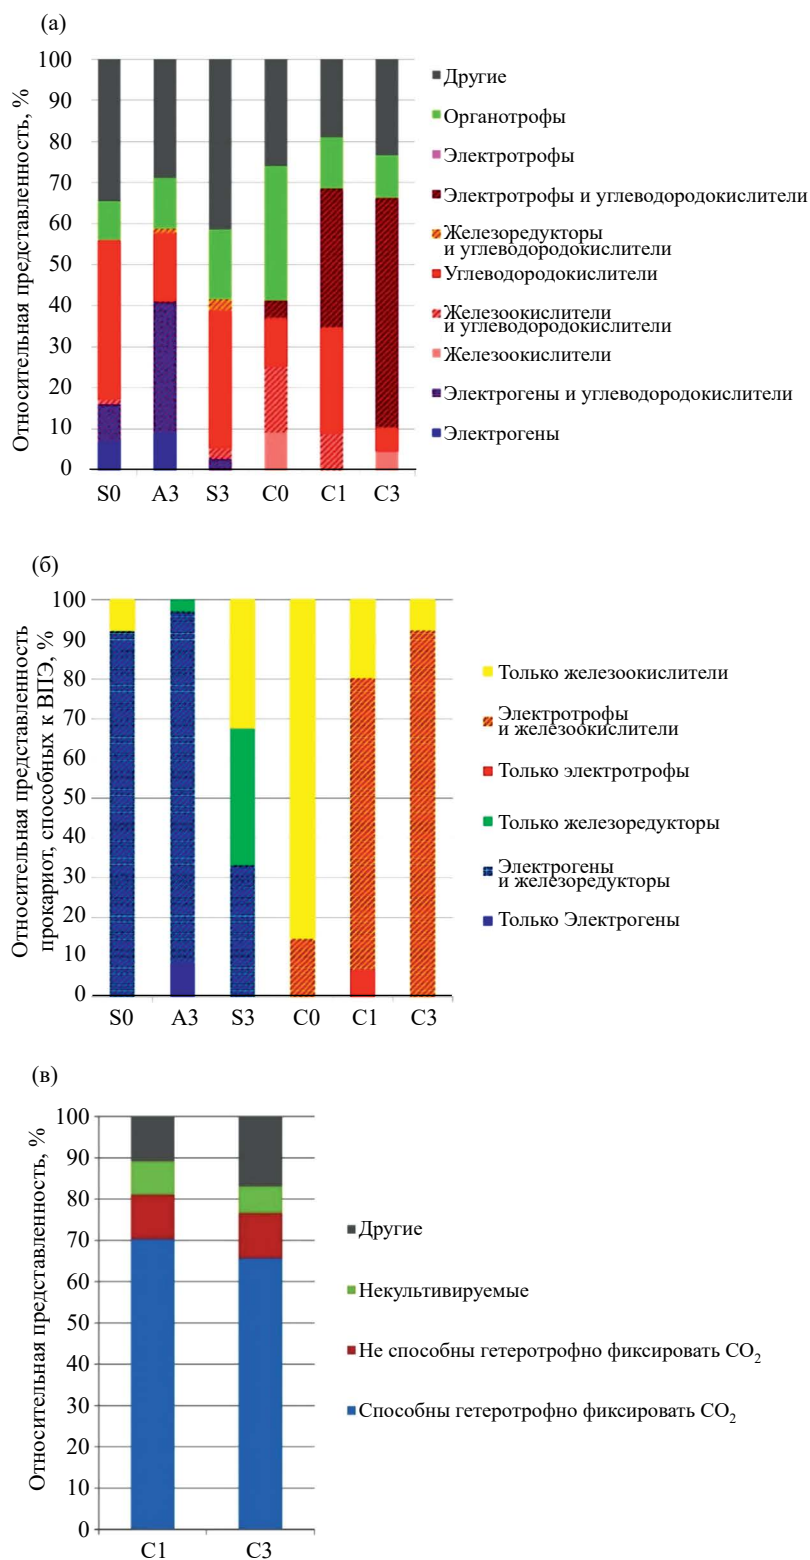 (а)
Относительная представленность, %
100
90
80
70
60
50
40
30
20
10
0
S0 A3 S3 C0 C1 C3
Другие
Органотрофы
Электротрофы
Электротрофы и углеводородокислители
Железоредукторы
и углеводородокислители
Углеводородокислители
Железоокислители
и углеводородокислители
Железоокислители
Электрогены и углеводородокислители
Электрогены
(б)
Относительная представленность
прокариот, способных к ВПЭ, %
100
90
80
70
60
50
40
30
20
10
0
S0 A3 S3 C0 C1 C3
Только железоокислители
Электротрофы
и железоокислители
Только электротрофы
Только железоредукторы
Электрогены
и железоредукторы
Только Электрогены
(в)
Относительная представленность, %
100
90
80
70
60
50
40
30
20
10
0
C1 C3
Другие
Некультивируемые
Не способны гетеротрофно фиксировать CO₂
Способны гетеротрофно фиксировать CO₂